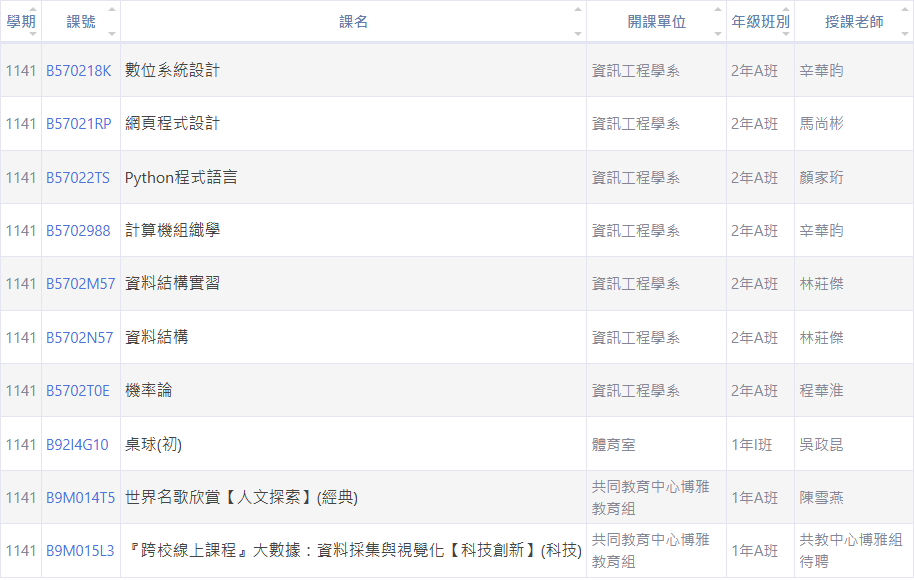 學期 課號 課名 開課單位 年級班別 授課老師
1141 B570218K 數位系統設計 資訊工程學系 2年A班 辛華昀
1141 B57021RP 網頁程式設計 資訊工程學系 2年A班 馬尚彬
1141 B57022TS Python程式語言 資訊工程學系 2年A班 顏家珩
1141 B5702988 計算機組織學 資訊工程學系 2年A班 辛華昀
1141 B5702M57 資料結構實習 資訊工程學系 2年A班 林莊傑
1141 B5702N57 資料結構 資訊工程學系 2年A班 林莊傑
1141 B5702T0E 機率論 資訊工程學系 2年A班 程華淮
1141 B92I4G10 桌球(初) 體育室 1年I班 吳政昆
1141 B9M014T5 世界名歌欣賞【人文探索】(經典) 共同教育中心博雅
教育組 1年A班 陳雪燕
1141 B9M015L3 『跨校線上課程』大數據：資料採集與視覺化【科技創新】(科技) 共同教育中心博雅
教育組 1年A班 共教中心博雅組
待聘